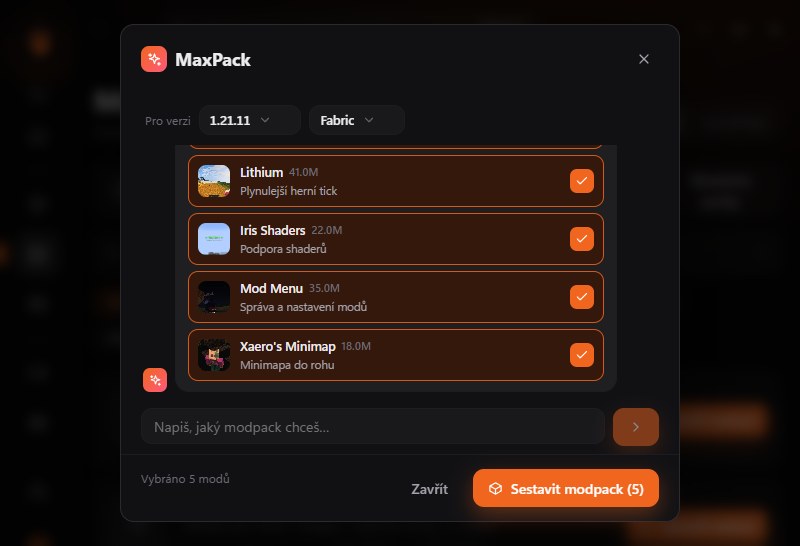 MaxPack
Pro verzi 1.21.11 Fabric
Lithium 41.0M
Plynulejší herní tick
Iris Shaders 22.0M
Podpora shaderů
Mod Menu 35.0M
Správa a nastavení modů
Xaero's Minimap 18.0M
Minimapa do rohu
Napiš, jaký modpack chceš...
Vybráno 5 modů
Zavřít
Sestavit modpack (5)